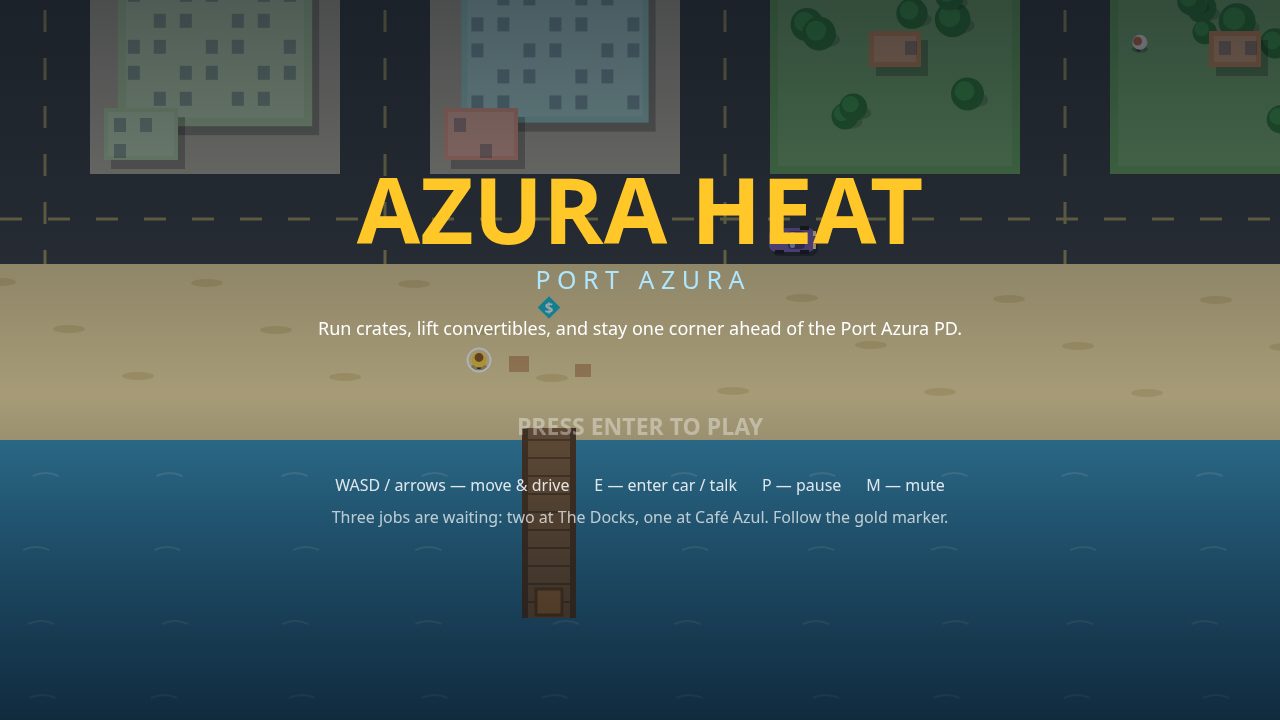 AZURA HEAT
PORT AZURA
$
Run crates, lift convertibles, and stay one corner ahead of the Port Azura PD.
PRESS ENTER TO PLAY
WASD / arrows — move & drive E — enter car / talk P — pause M — mute
Three jobs are waiting: two at The Docks, one at Café Azul. Follow the gold marker.